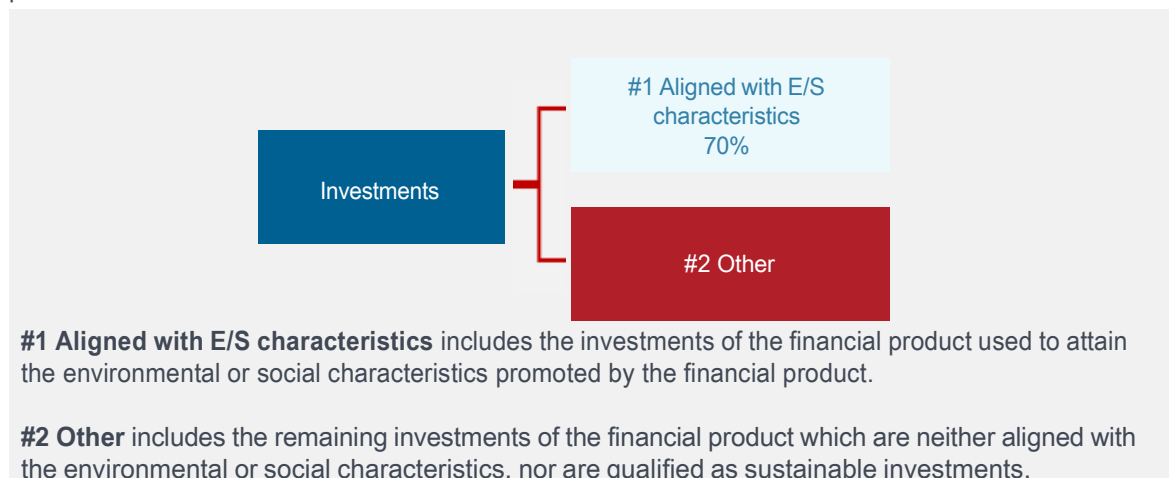 #1 Aligned with E/S
characteristics
70%
Investments
#2 Other
#1 Aligned with E/S characteristics includes the investments of the financial product used to attain
the environmental or social characteristics promoted by the financial product.
#2 Other includes the remaining investments of the financial product which are neither aligned with
the environmental or social characteristics, nor are qualified as sustainable investments.